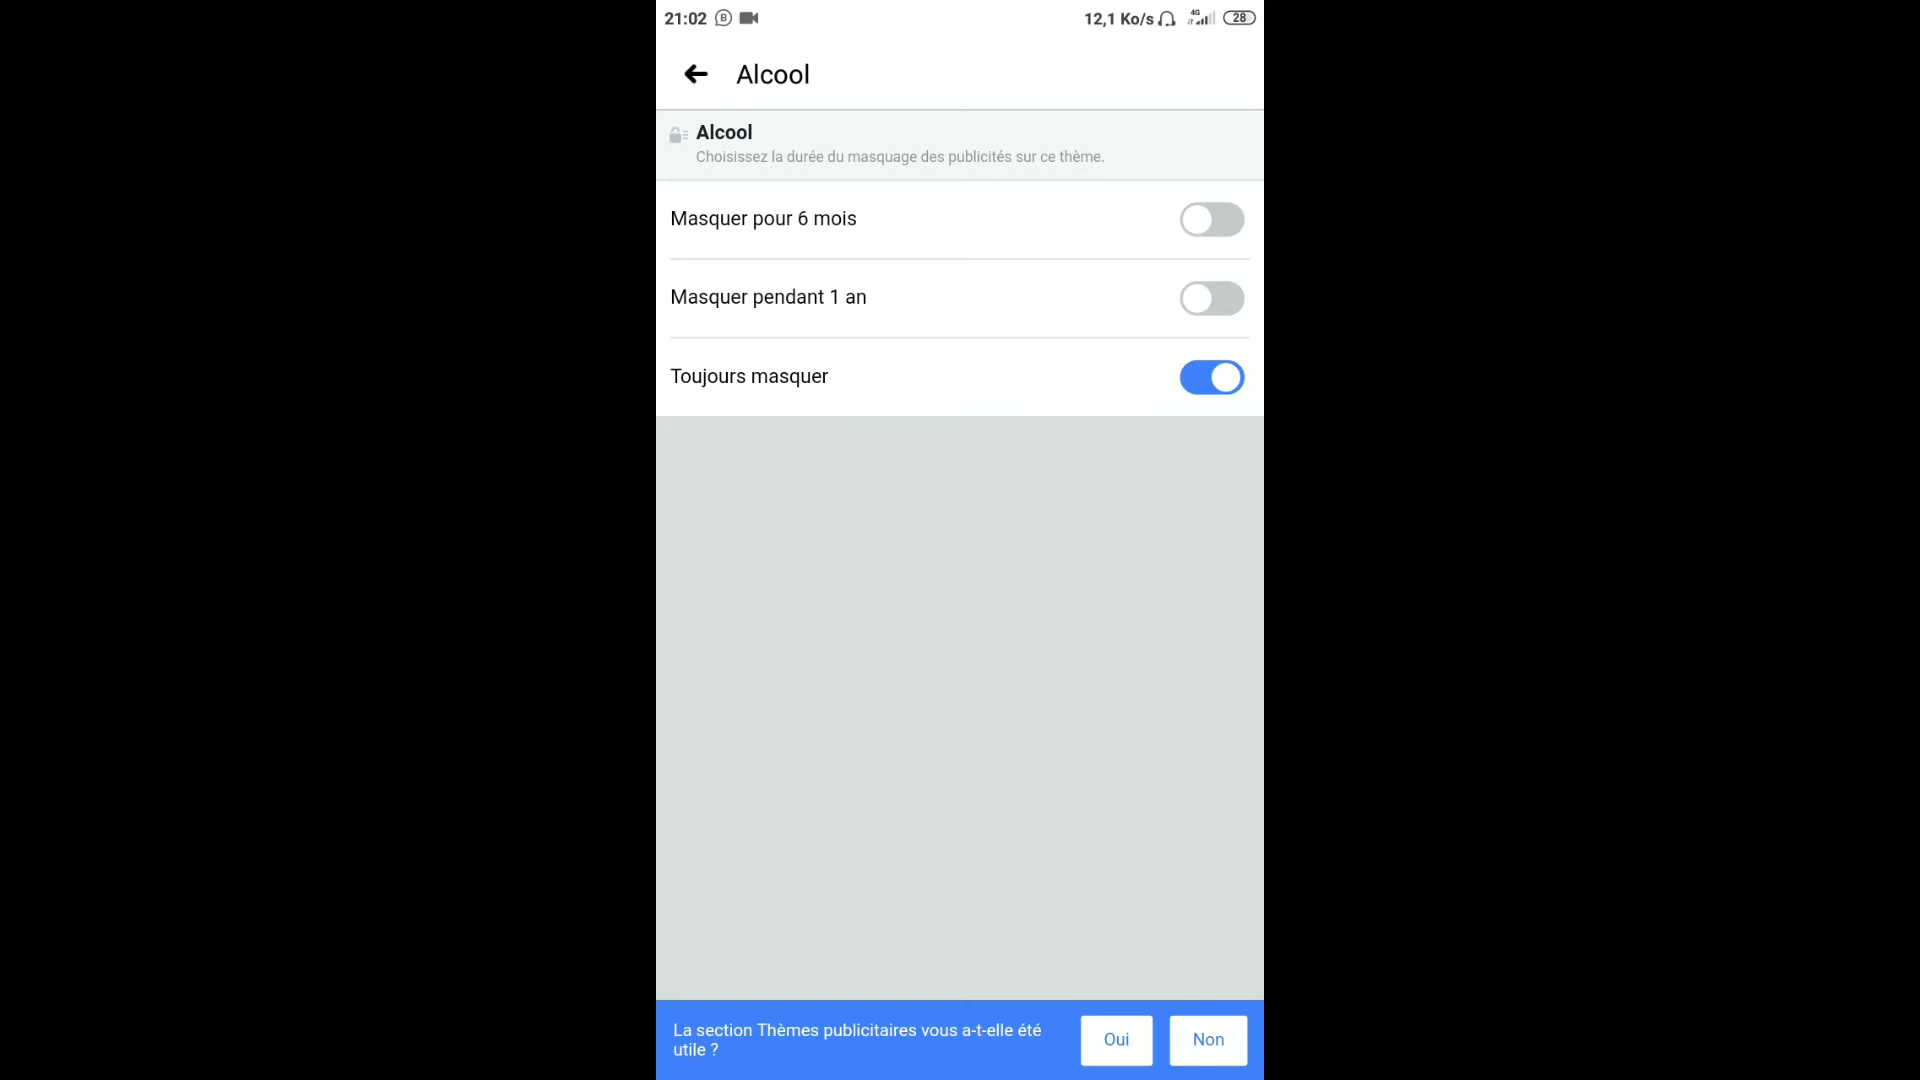 21:02 12,1 Ko/s 4G 28
Alcool
Alcool
Choisissez la durée du masquage des publicités sur ce thème.
Masquer pour 6 mois
Masquer pendant 1 an
Toujours masquer
La section Thèmes publicitaires vous a-t-elle été
utile ?
Oui Non